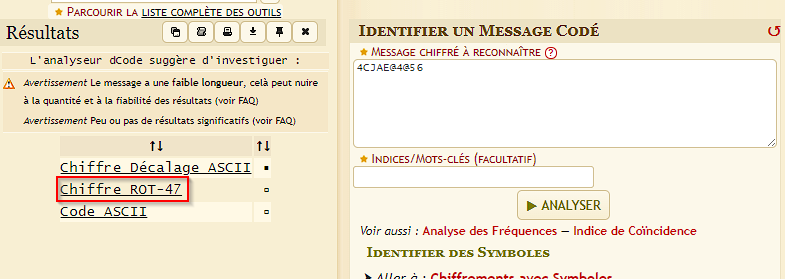 ★ Parcourir la liste complète des outils
Résultats
L'analyseur dCode suggère d'investiguer :
Avertissement Le message a une faible longueur, celà peut nuire
à la quantité et à la fiabilité des résultats (voir FAQ)
Avertissement Peu ou pas de résultats significatifs (voir FAQ)
↑↓ ↑↓
Chiffre Décalage ASCII ▪
Chiffre ROT-47 ▫
Code ASCII ▫
Identifier un Message Codé
★ Message chiffré à reconnaître ?
4CJAE@4@56
★ Indices/Mots-clés (facultatif)
▶ ANALYSER
Voir aussi : Analyse des Fréquences — Indice de Coïncidence
Identifier des Symboles
Aller à : Chiffrements avec Symboles